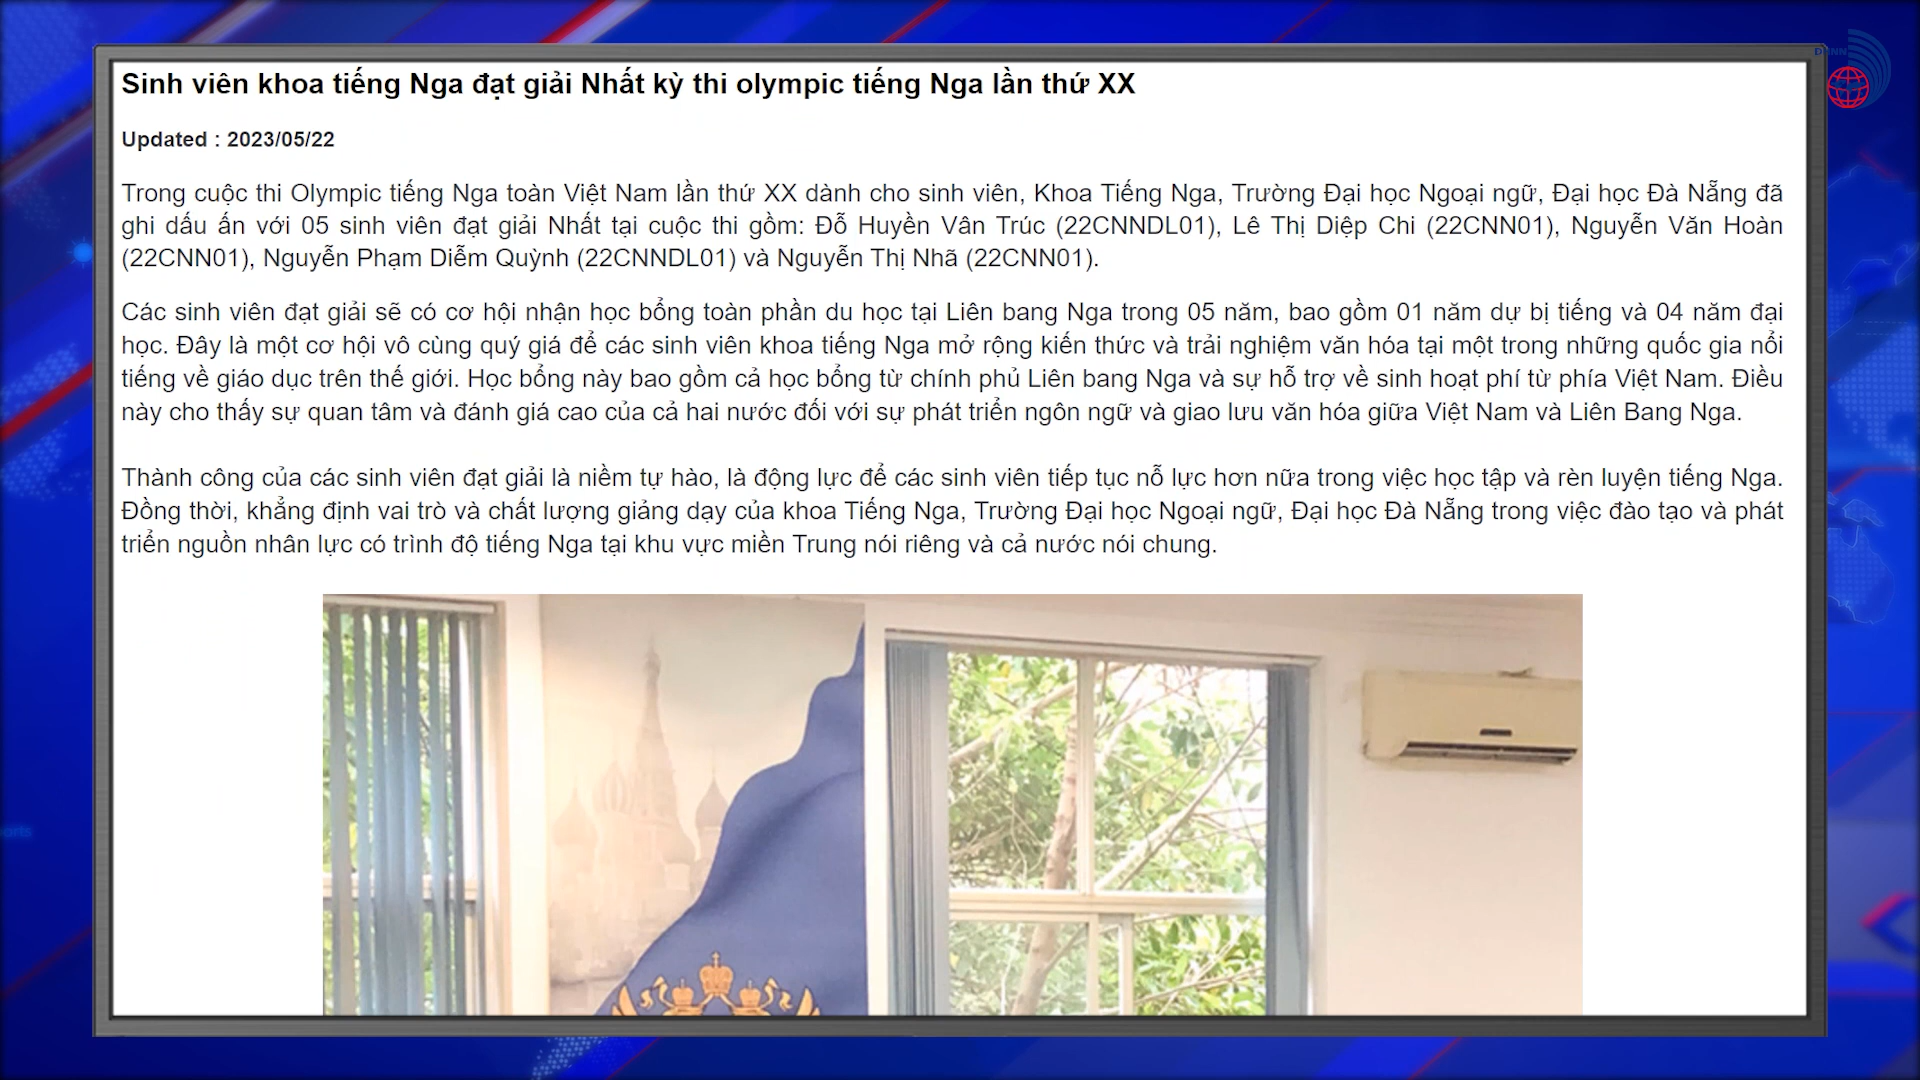 Sinh viên khoa tiếng Nga đạt giải Nhất kỳ thi olympic tiếng Nga lần thứ XX
Updated : 2023/05/22
Trong cuộc thi Olympic tiếng Nga toàn Việt Nam lần thứ XX dành cho sinh viên, Khoa Tiếng Nga, Trường Đại học Ngoại ngữ, Đại học Đà Nẵng đã
ghi dấu ấn với 05 sinh viên đạt giải Nhất tại cuộc thi gồm: Đỗ Huyền Vân Trúc (22CNNDL01), Lê Thị Diệp Chi (22CNN01), Nguyễn Văn Hoàn
(22CNN01), Nguyễn Phạm Diễm Quỳnh (22CNNDL01) và Nguyễn Thị Nhã (22CNN01).
Các sinh viên đạt giải sẽ có cơ hội nhận học bổng toàn phần du học tại Liên bang Nga trong 05 năm, bao gồm 01 năm dự bị tiếng và 04 năm đại
học. Đây là một cơ hội vô cùng quý giá để các sinh viên khoa tiếng Nga mở rộng kiến thức và trải nghiệm văn hóa tại một trong những quốc gia nổi
tiếng về giáo dục trên thế giới. Học bổng này bao gồm cả học bổng từ chính phủ Liên bang Nga và sự hỗ trợ về sinh hoạt phí từ phía Việt Nam. Điều
này cho thấy sự quan tâm và đánh giá cao của cả hai nước đối với sự phát triển ngôn ngữ và giao lưu văn hóa giữa Việt Nam và Liên Bang Nga.
Thành công của các sinh viên đạt giải là niềm tự hào, là động lực để các sinh viên tiếp tục nỗ lực hơn nữa trong việc học tập và rèn luyện tiếng Nga.
Đồng thời, khẳng định vai trò và chất lượng giảng dạy của khoa Tiếng Nga, Trường Đại học Ngoại ngữ, Đại học Đà Nẵng trong việc đào tạo và phát
triển nguồn nhân lực có trình độ tiếng Nga tại khu vực miền Trung nói riêng và cả nước nói chung.